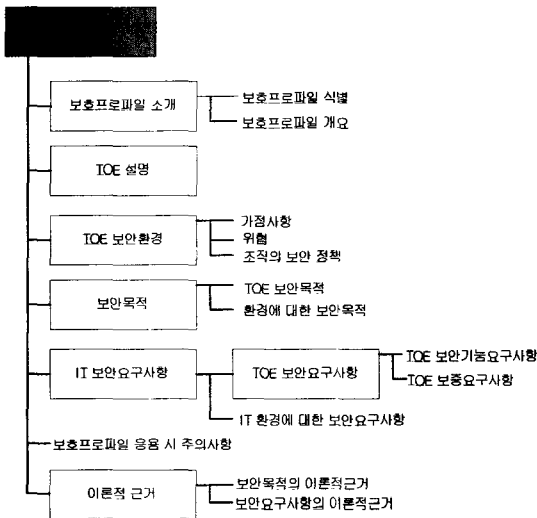 보호프로파일 소개
보호프로파일 식별
보호프로파일 개요
TOE 설명
TOE 보안환경
가정사항
위협
조직의 보안 정책
보안목적
TOE 보안목적
환경에 대한 보안목적
IT 보안요구사항
TOE 보안요구사항
TOE 보안기능요구사항
TOE 보증요구사항
IT 환경에 대한 보안요구사항
보호프로파일 응용 시 주의사항
이론적 근거
보안목적의 이론적근거
보안요구사항의 이론적근거